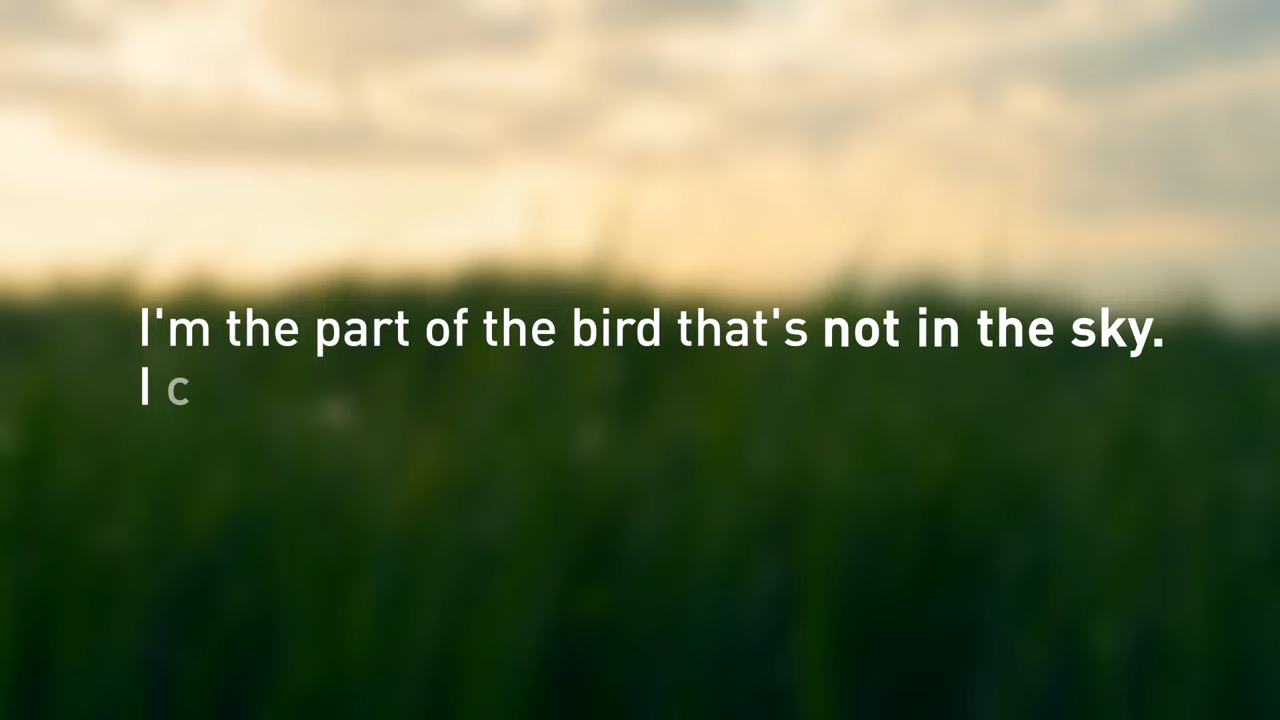 I'm the part of the bird that's not in the sky.
I c